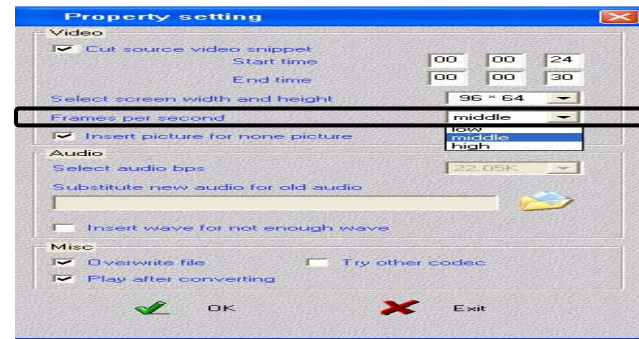 Property setting
Video
Cut source video snippet
Start time 00 00 24
End time 00 00 30
Select screen width and height 96 * 64
Frames per second middle
low
Insert picture for none picture middle
high
Audio
Select audio bps 22.05K
Substitute new audio for old audio
Insert wave for not enough wave
Misc
Overwrite file Try other codec
Play after converting
OK Exit